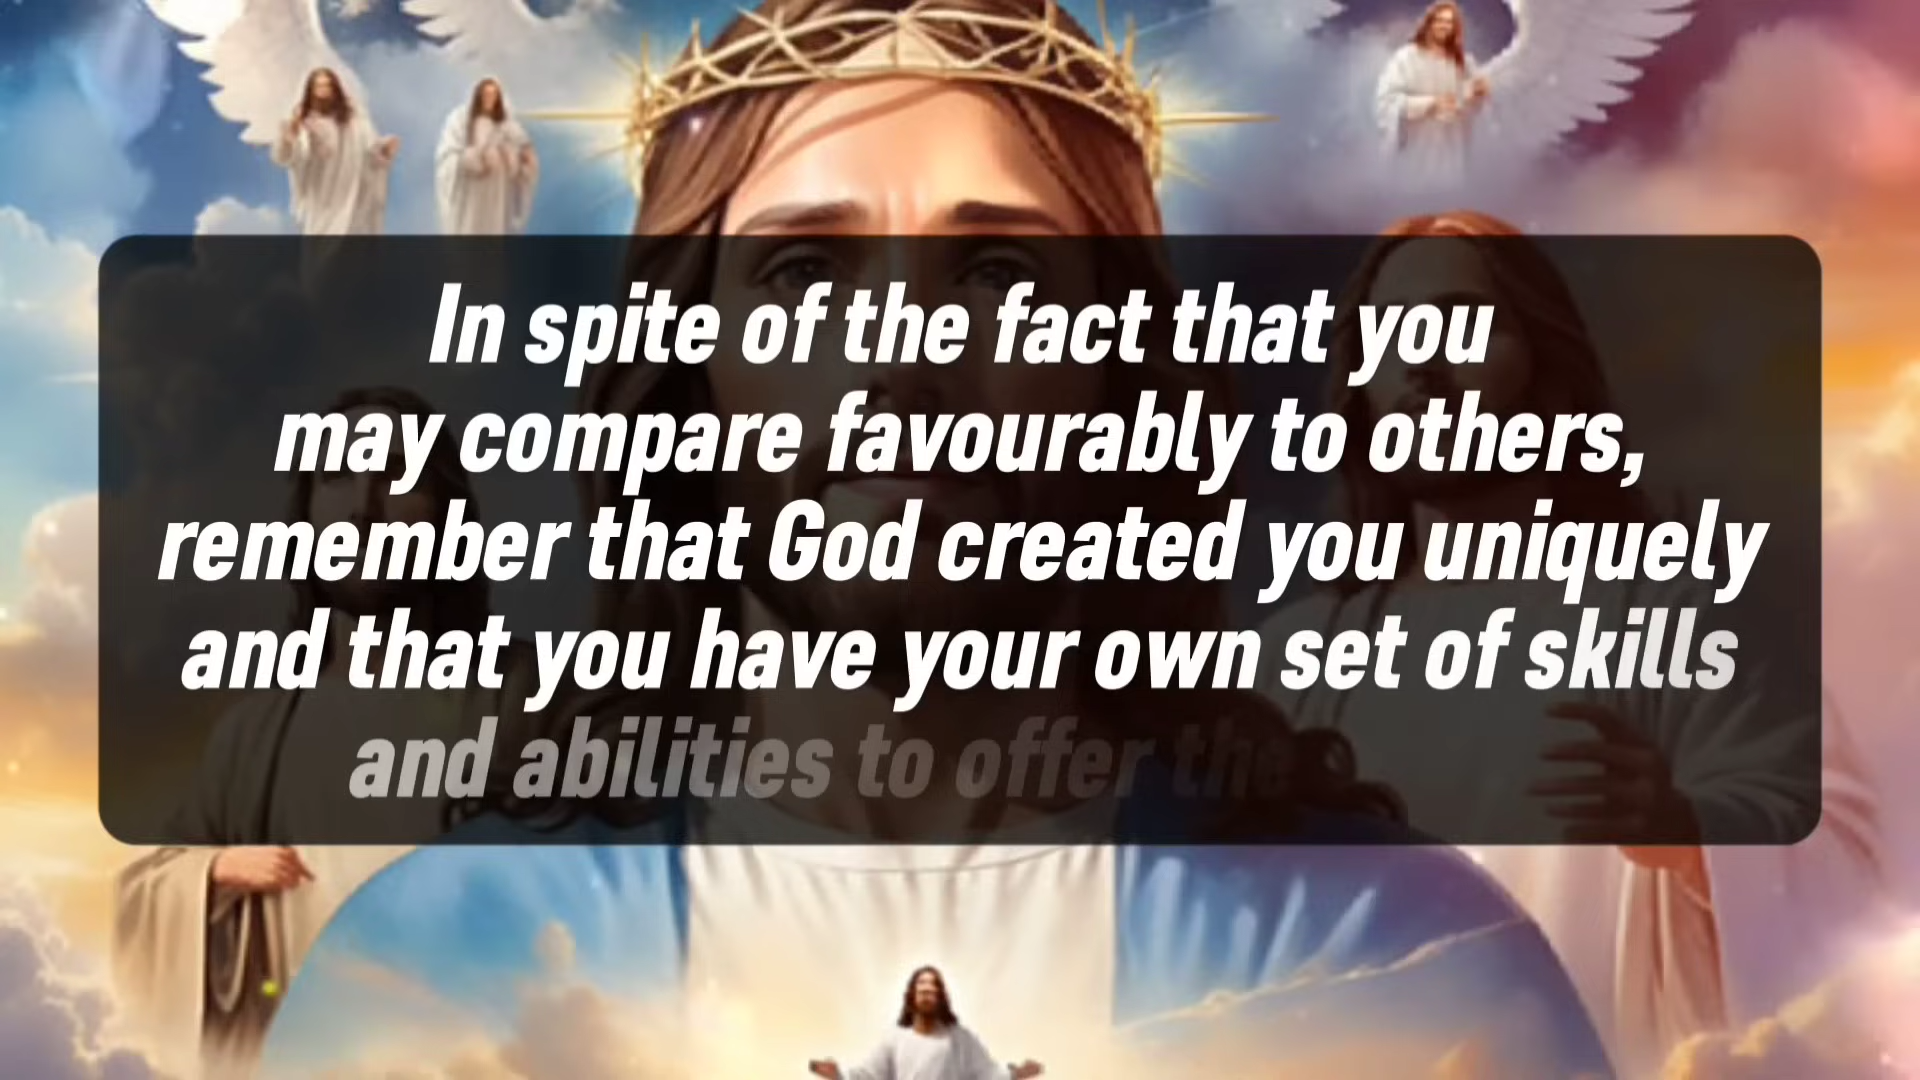 In spite of the fact that you
may compare favourably to others,
remember that God created you uniquely
and that you have your own set of skills
and abilities to offer the